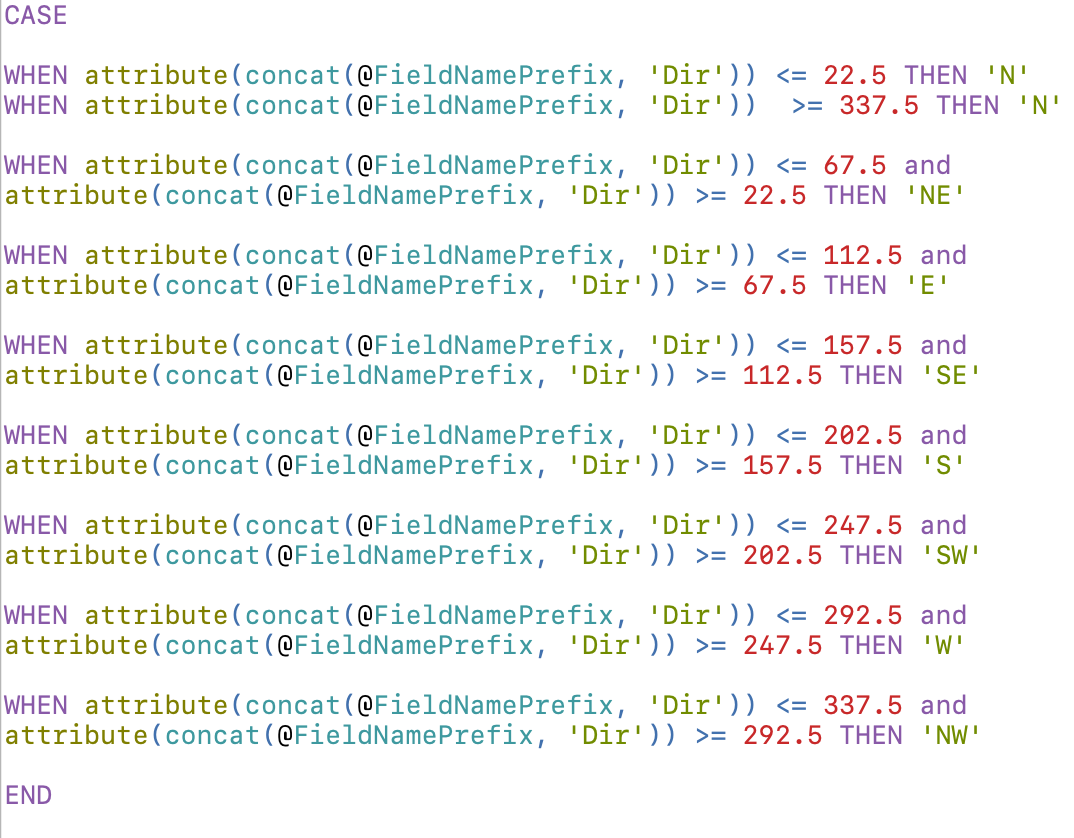 CASE
WHEN attribute(concat(@FieldNamePrefix, 'Dir')) <= 22.5 THEN 'N'
WHEN attribute(concat(@FieldNamePrefix, 'Dir'))  >= 337.5 THEN 'N'
WHEN attribute(concat(@FieldNamePrefix, 'Dir')) <= 67.5 and
attribute(concat(@FieldNamePrefix, 'Dir')) >= 22.5 THEN 'NE'
WHEN attribute(concat(@FieldNamePrefix, 'Dir')) <= 112.5 and
attribute(concat(@FieldNamePrefix, 'Dir')) >= 67.5 THEN 'E'
WHEN attribute(concat(@FieldNamePrefix, 'Dir')) <= 157.5 and
attribute(concat(@FieldNamePrefix, 'Dir')) >= 112.5 THEN 'SE'
WHEN attribute(concat(@FieldNamePrefix, 'Dir')) <= 202.5 and
attribute(concat(@FieldNamePrefix, 'Dir')) >= 157.5 THEN 'S'
WHEN attribute(concat(@FieldNamePrefix, 'Dir')) <= 247.5 and
attribute(concat(@FieldNamePrefix, 'Dir')) >= 202.5 THEN 'SW'
WHEN attribute(concat(@FieldNamePrefix, 'Dir')) <= 292.5 and
attribute(concat(@FieldNamePrefix, 'Dir')) >= 247.5 THEN 'W'
WHEN attribute(concat(@FieldNamePrefix, 'Dir')) <= 337.5 and
attribute(concat(@FieldNamePrefix, 'Dir')) >= 292.5 THEN 'NW'
END